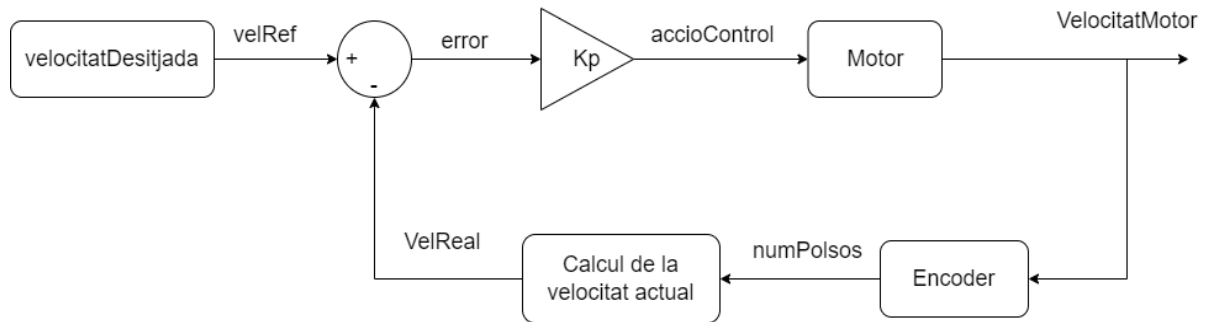 VelocitatMotor
velocitatDesitjada
velRef
+
-
error
Kp
accioControl
Motor
VelReal
Calcul de la
velocitat actual
numPolsos
Encoder